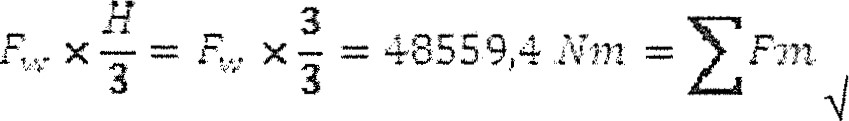 F_w × H/3 = F_w × 3/3 = 48559,4 Nm = ∑Fm √